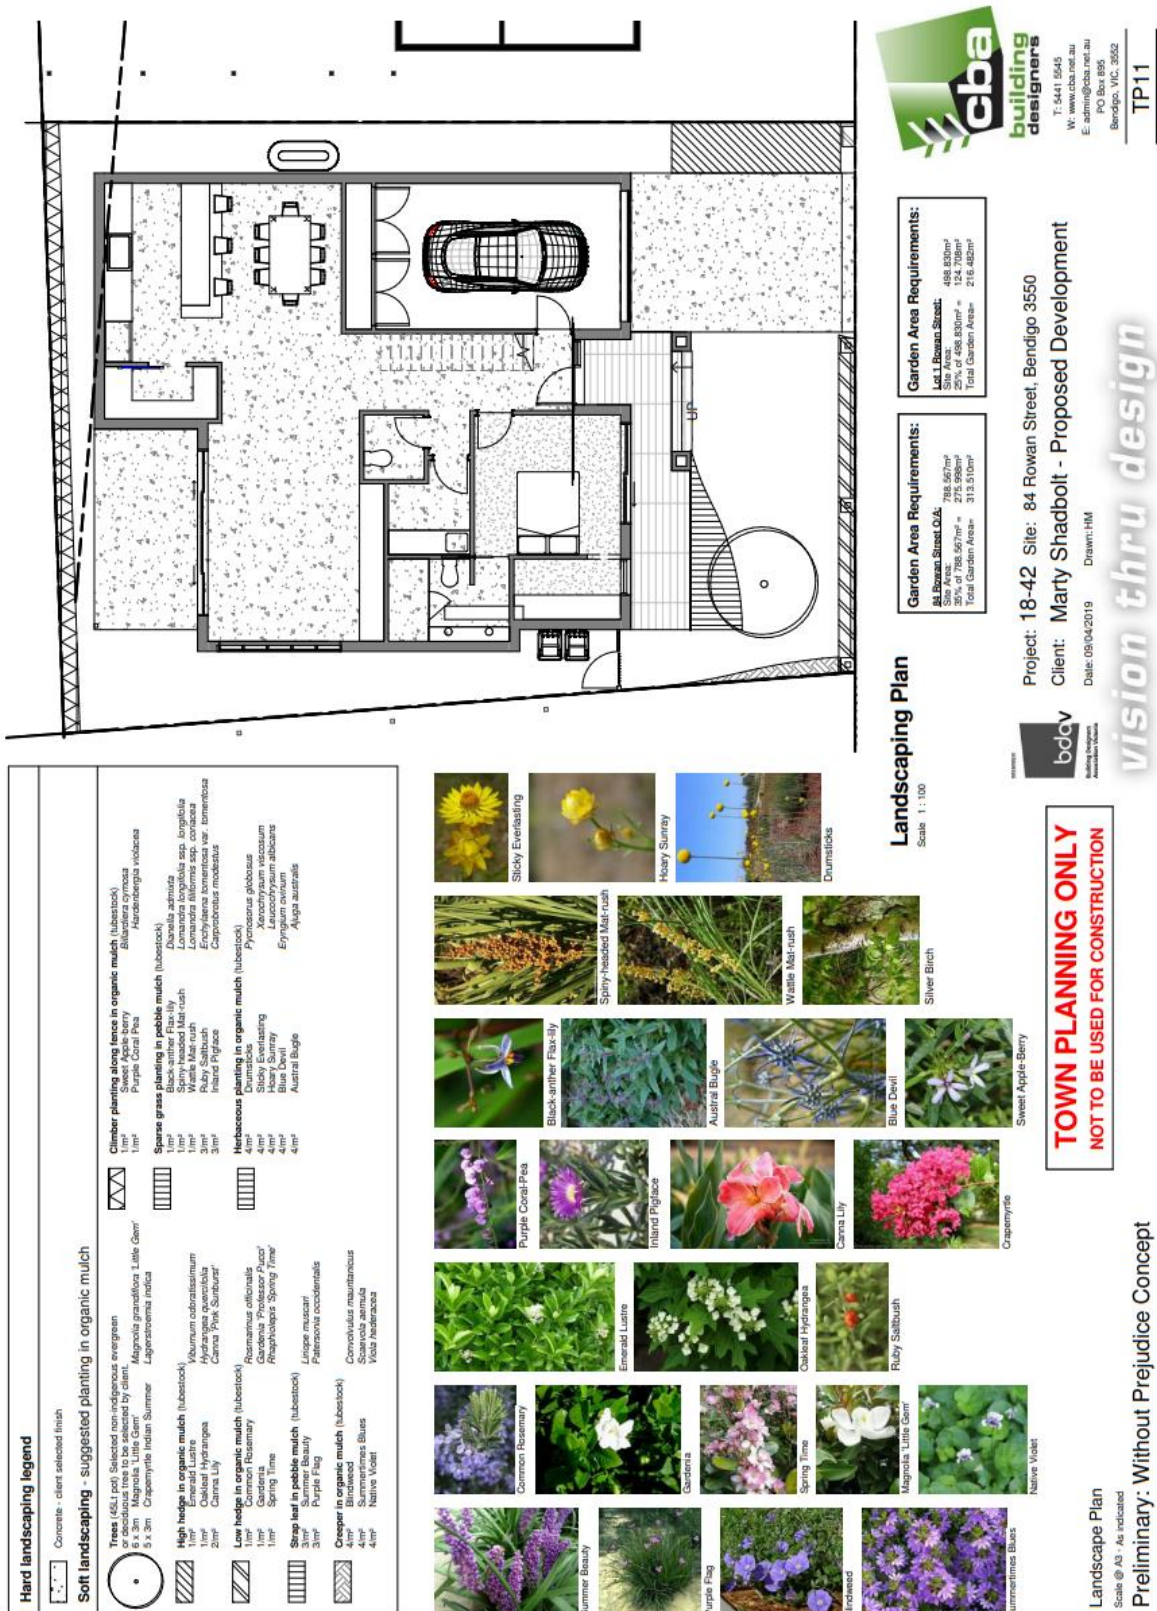 Hard landscaping legend
Concrete - client selected finish
Soft landscaping - suggested planting in organic mulch
Trees (45Lt pot) Selected non-indigenous evergreen
or deciduous tree to be selected by client.
6 x 3m Magnolia 'Little Gem' Magnolia grandiflora 'Little Gem'
5 x 3m Crapemyrtle Indian Summer Lagerstroemia indica
High hedge in organic mulch (tubestock)
1/m² Emerald Lustre Viburnum odoratissimum
1/m² Oakleaf Hydrangea Hydrangea quercifolia
2/m² Canna Lily Canna 'Pink Sunburst'
Low hedge in organic mulch (tubestock)
1/m² Common Rosemary Rosmarinus officinalis
1/m² Gardenia Gardenia 'Professor Pucci'
1/m² Spring Time Rhaphiolepis 'Spring Time'
Strap leaf in pebble mulch (tubestock)
3/m² Summer Beauty Liriope muscari
3/m² Purple Flag Patersonia occidentalis
Creeper in organic mulch (tubestock)
4/m² Bindweed Convolvulus mauritanicus
4/m² Summertimes Blues Scaevola aemula
4/m² Native Violet Viola hederacea
Climber planting along fence in organic mulch (tubestock)
1/m² Sweet Apple-berry Billardiera cymosa
1/m² Purple Coral Pea Hardenbergia violacea
Sparse grass planting in pebble mulch (tubestock)
1/m² Black-anther Flax-lily Dianella admixta
1/m² Spiny-headed Mat-rush Lomandra longifolia ssp. longifolia
1/m² Wattle Mat-rush Lomandra filiformis ssp. coriacea
3/m² Ruby Saltbush Enchylaena tomentosa var. tomentosa
3/m² Inland Pigface Carpobrotus modestus
Herbaceous planting in organic mulch (tubestock)
4/m² Drumsticks Pycnosorus globosus
4/m² Sticky Everlasting Xerochrysum viscosum
4/m² Hoary Sunray Leucochrysum albicans
4/m² Blue Devil Eryngium ovinum
4/m² Austral Bugle Ajuga australis
ummer Beauty
urple Flag
indweed
ummertimes Blues
Common Rosemary
Gardenia
Spring Time
Magnolia 'Little Gem'
Native Violet
Emerald Lustre
Oakleaf Hydrangea
Ruby Saltbush
Purple Coral-Pea
Inland Pigface
Canna Lily
Crapemyrtle
Black-anther Flax-lily
Austral Bugle
Blue Devil
Sweet Apple-Berry
Spiny-headed Mat-rush
Wattle Mat-rush
Silver Birch
Sticky Everlasting
Hoary Sunray
Drumsticks
UP
Landscaping Plan
Scale 1 : 100
Garden Area Requirements:
84 Rowan Street O/A:
Site Area: 788.567m²
35% of 788.567m² = 275.998m²
Total Garden Area= 313.510m²
Garden Area Requirements:
Lot 1 Rowan Street:
Site Area: 498.830m²
25% of 498.830m² = 124.708m²
Total Garden Area= 216.482m²
cba
building
designers
T: 5441 5545
W: www.cba.net.au
E: admin@cba.net.au
PO Box 895
Bendigo, VIC, 3552
TP11
Landscape Plan
Scale @ A3 - As indicated
Preliminary: Without Prejudice Concept
TOWN PLANNING ONLY
NOT TO BE USED FOR CONSTRUCTION
MEMBER
bdav
Building Designers
Association Victoria
Project: 18-42 Site: 84 Rowan Street, Bendigo 3550
Client: Marty Shadbolt - Proposed Development
Date: 09/04/2019 Drawn: HM
vision thru design